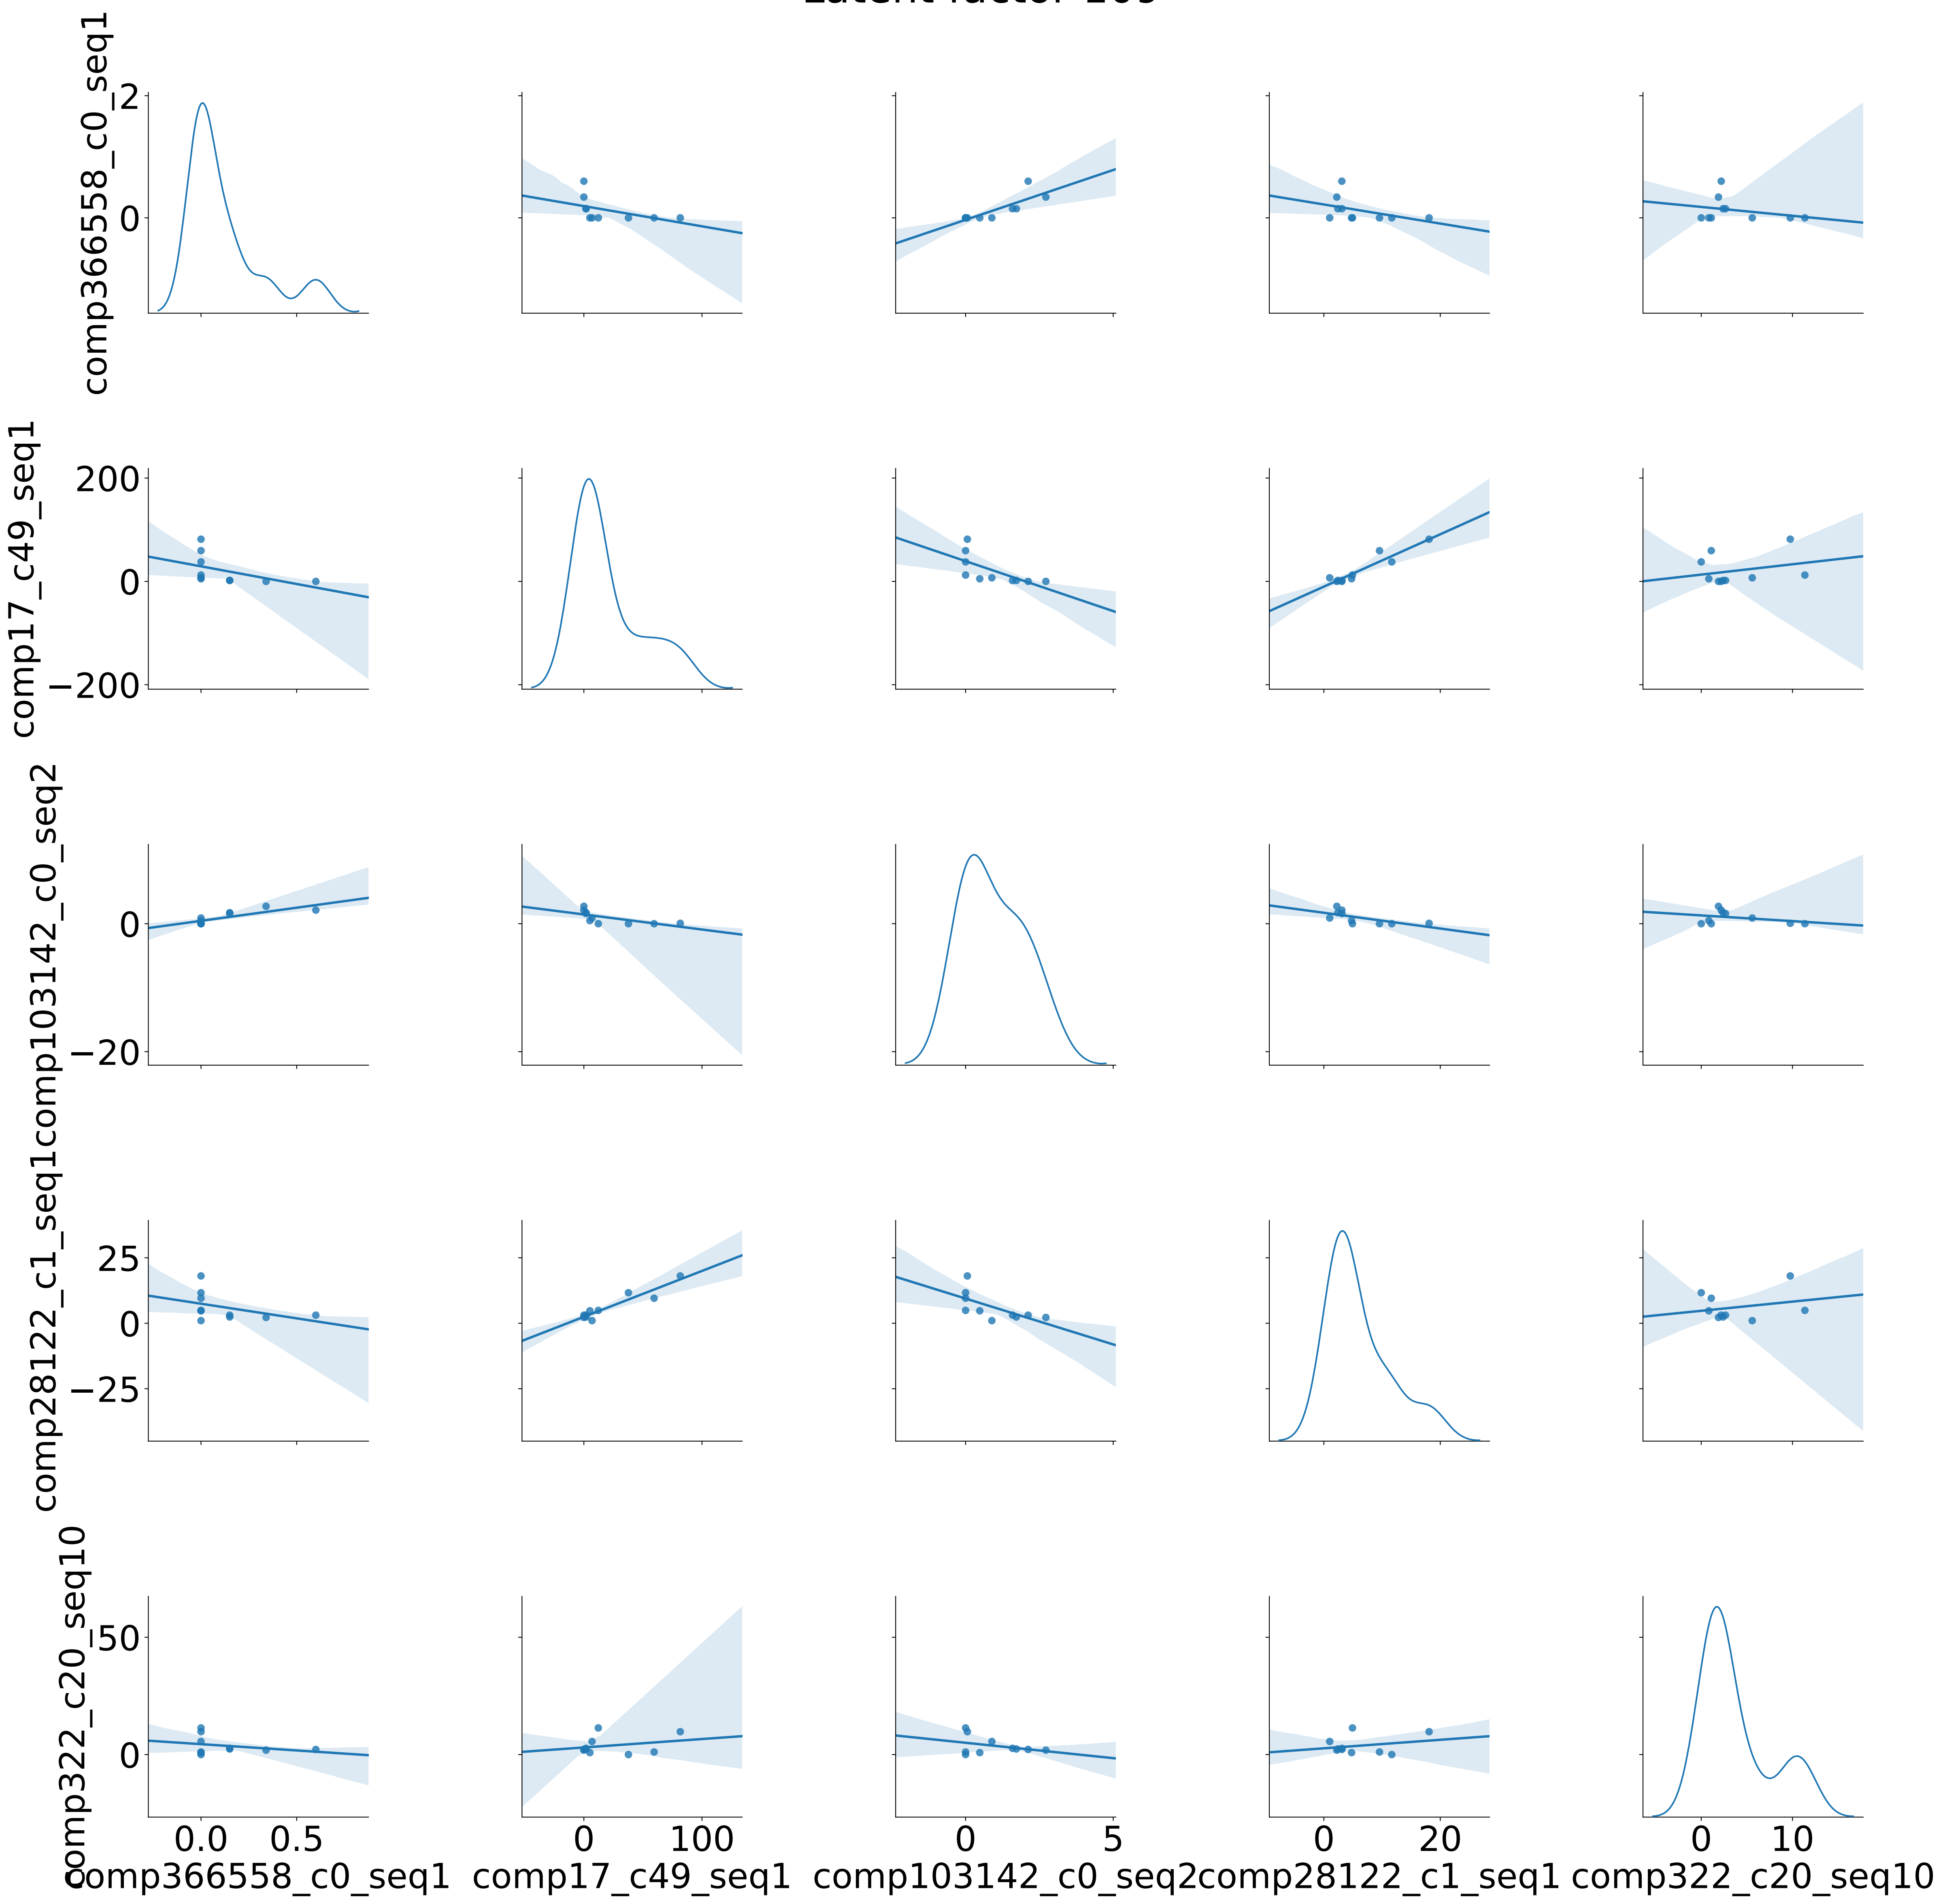 comp366558_c0_seq1
2
0
comp17_c49_seq1
200
0
−200
comp103142_c0_seq2
0
−20
comp28122_c1_seq1
25
0
−25
comp322_c20_seq10
50
0
0.0 0.5 0 100 0 5 0 20 0 10
comp366558_c0_seq1 comp17_c49_seq1 comp103142_c0_seq2 comp28122_c1_seq1 comp322_c20_seq10